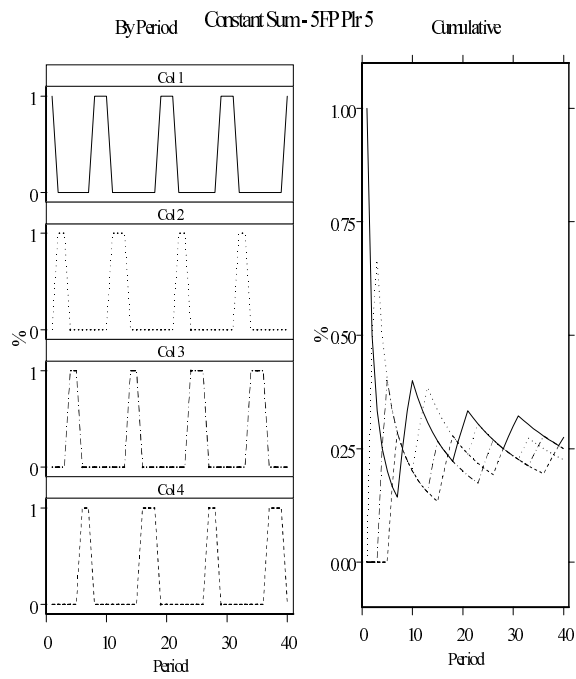 Constant Sum - 5FP Plr 5
By Period
Cumulative
Col 1
1
0
Col 2
1
0
Col 3
1
0
Col 4
1
0
%
0 10 20 30 40
Period
1.00
0.75
0.50
0.25
0.00
%
0 10 20 30 40
Period